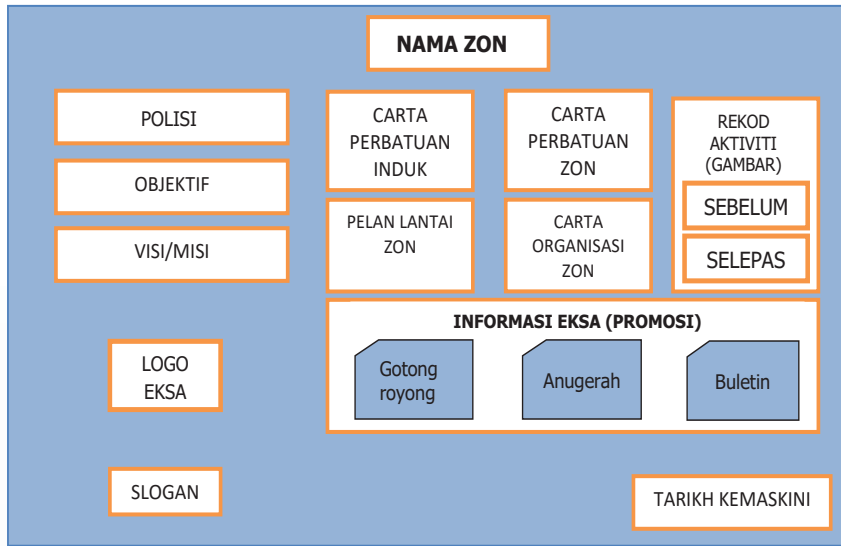 NAMA ZON
POLISI
OBJEKTIF
VISI/MISI
LOGO
EKSA
SLOGAN
CARTA
PERBATUAN
INDUK
CARTA
PERBATUAN
ZON
PELAN LANTAI
ZON
CARTA
ORGANISASI
ZON
REKOD
AKTIVITI
(GAMBAR)
SEBELUM
SELEPAS
INFORMASI EKSA (PROMOSI)
Gotong
royong
Anugerah
Buletin
TARIKH KEMASKINI